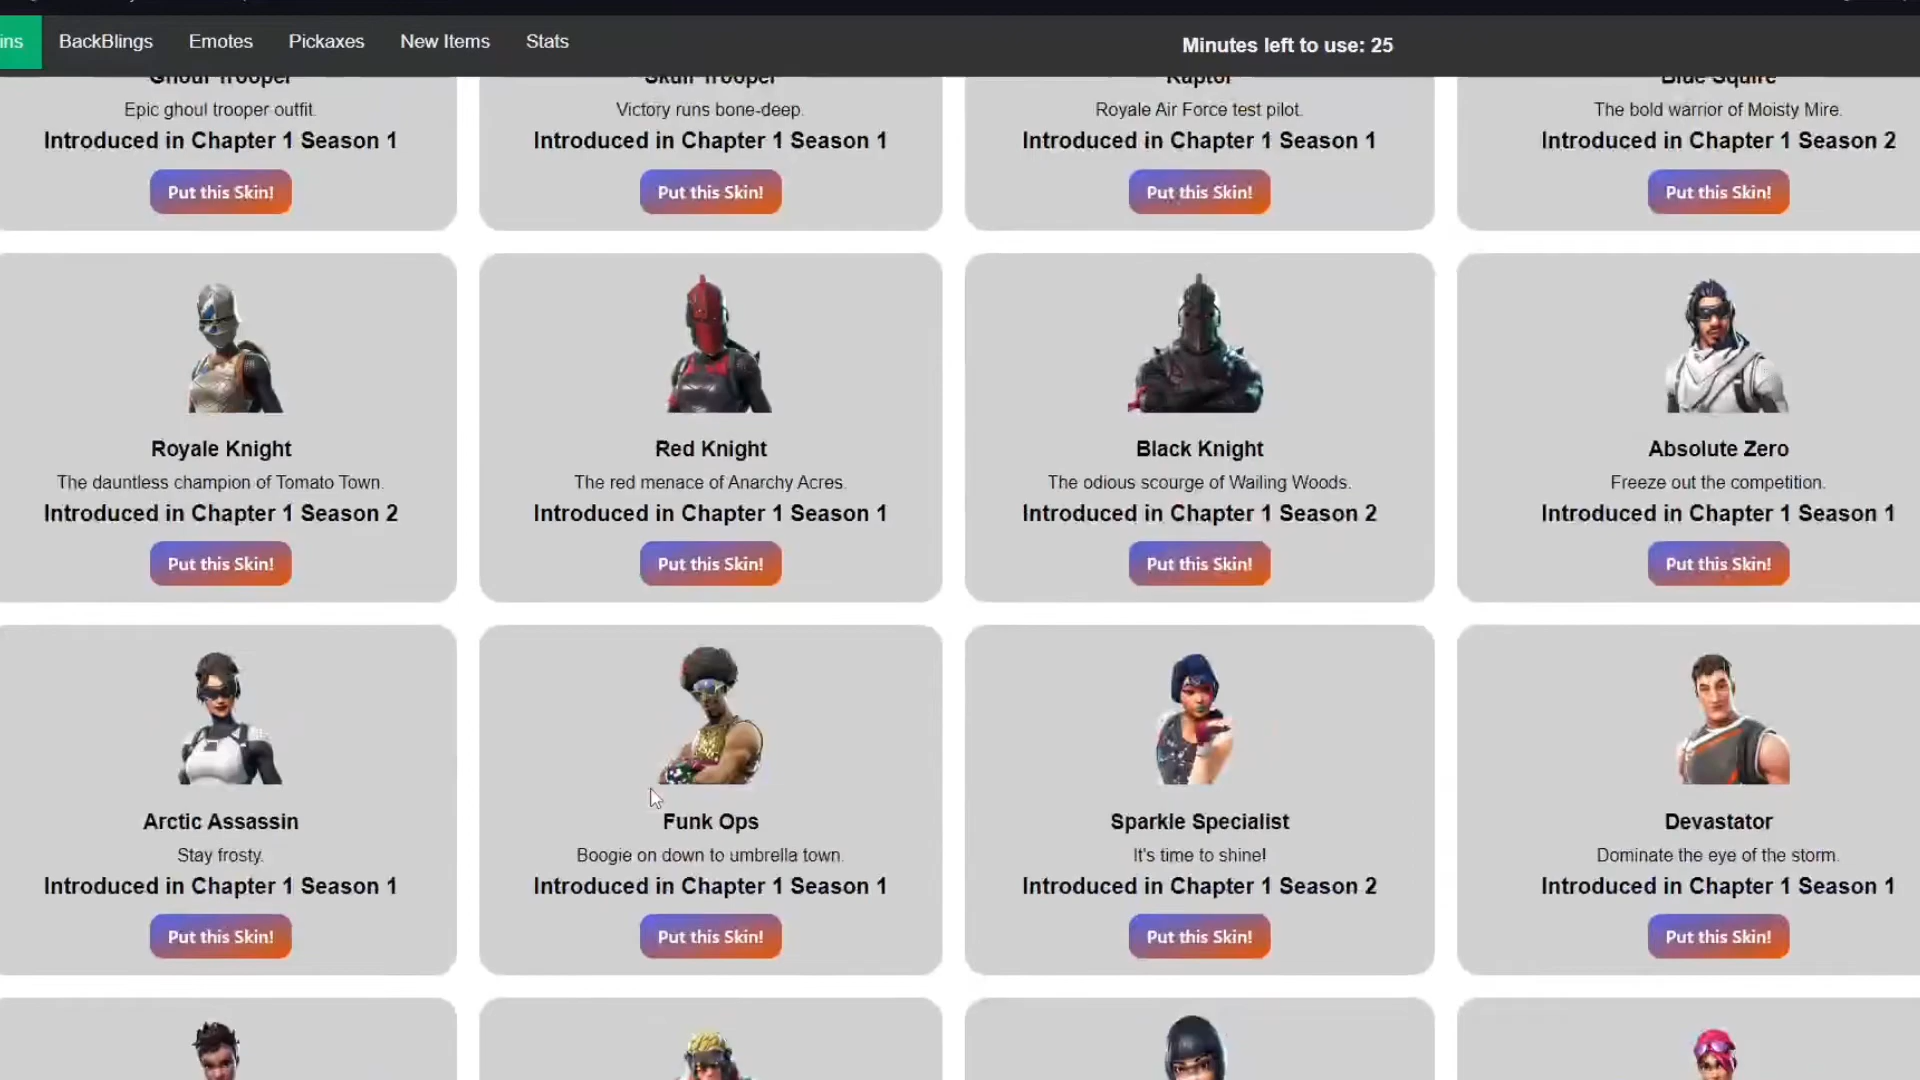 ins BackBlings Emotes Pickaxes New Items Stats Minutes left to use: 25
Ghoul Trooper Skull Trooper Raptor Blue Squire
Epic ghoul trooper outfit. Victory runs bone-deep. Royale Air Force test pilot. The bold warrior of Moisty Mire.
Introduced in Chapter 1 Season 1 Introduced in Chapter 1 Season 1 Introduced in Chapter 1 Season 1 Introduced in Chapter 1 Season 2
Put this Skin! Put this Skin! Put this Skin! Put this Skin!
Royale Knight Red Knight Black Knight Absolute Zero
The dauntless champion of Tomato Town. The red menace of Anarchy Acres. The odious scourge of Wailing Woods. Freeze out the competition.
Introduced in Chapter 1 Season 2 Introduced in Chapter 1 Season 1 Introduced in Chapter 1 Season 2 Introduced in Chapter 1 Season 1
Put this Skin! Put this Skin! Put this Skin! Put this Skin!
Arctic Assassin Funk Ops Sparkle Specialist Devastator
Stay frosty. Boogie on down to umbrella town. It's time to shine! Dominate the eye of the storm.
Introduced in Chapter 1 Season 1 Introduced in Chapter 1 Season 1 Introduced in Chapter 1 Season 2 Introduced in Chapter 1 Season 1
Put this Skin! Put this Skin! Put this Skin! Put this Skin!